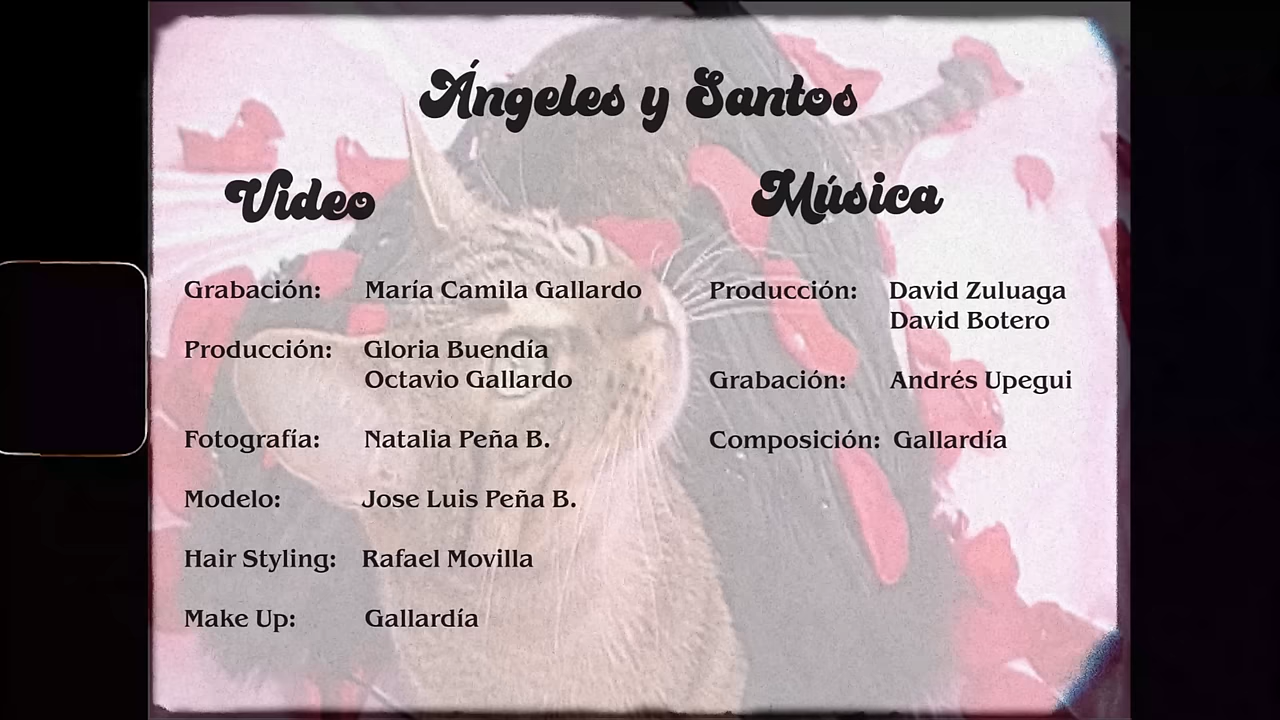 Ángeles y Santos
Video
Grabación: María Camila Gallardo
Producción: Gloria Buendía
Octavio Gallardo
Fotografía: Natalia Peña B.
Modelo: Jose Luis Peña B.
Hair Styling: Rafael Movilla
Make Up: Gallardía
Música
Producción: David Zuluaga
David Botero
Grabación: Andrés Upegui
Composición: Gallardía